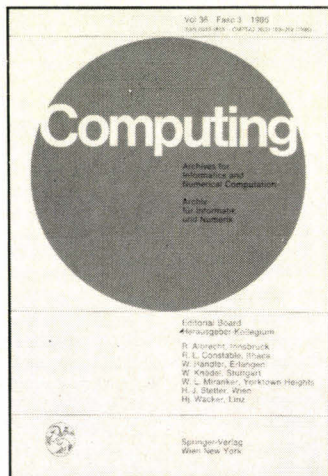 Vol 36 Fasc 3 1986
Computing
Archives for
Informatics and
Numerical Computation
Archiv
für Informatik
und Numerik
Editorial Board
Herausgeber-Kollegium
R. Albrecht, Innsbruck
R. L. Constable, Ithaca
W. Händler, Erlangen
W. Knödel, Stuttgart
W. L. Miranker, Yorktown Heights
H. J. Stetter, Wien
Hj. Wacker, Linz
Springer-Verlag
Wien New York